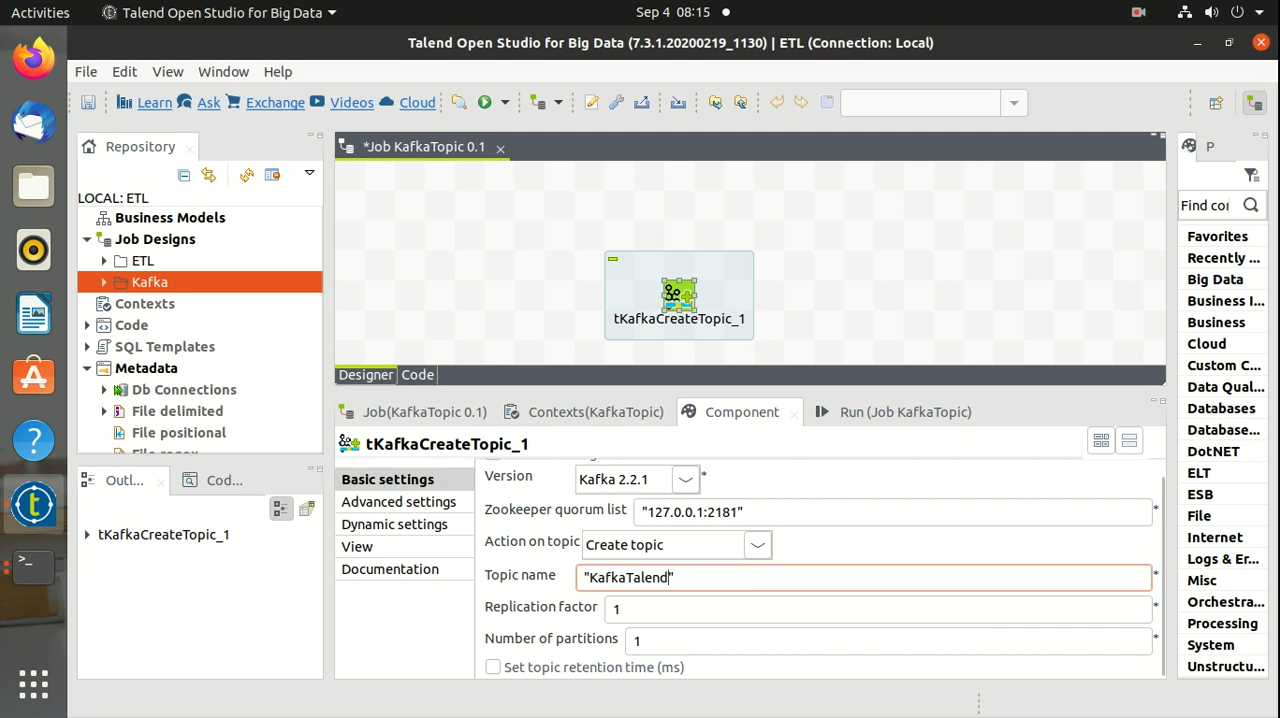 Activities
Talend Open Studio for Big Data
Sep 4 08:15
Talend Open Studio for Big Data (7.3.1.20200219_1130) | ETL (Connection: Local)
File Edit View Window Help
Learn Ask Exchange Videos Cloud
Repository
*Job KafkaTopic 0.1
P
LOCAL: ETL
Business Models
Job Designs
ETL
Kafka
Contexts
Code
SQL Templates
Metadata
Db Connections
File delimited
File positional
tKafkaCreateTopic_1
Designer Code
Find cor
Favorites
Recently ...
Big Data
Business I...
Business
Cloud
Custom C...
Data Qual...
Databases
Database...
DotNET
ELT
ESB
File
Internet
Logs & Er...
Misc
Orchestra...
Processing
System
Unstructu...
Outl...
Cod...
tKafkaCreateTopic_1
Job(KafkaTopic 0.1)
Contexts(KafkaTopic)
Component
Run (Job KafkaTopic)
tKafkaCreateTopic_1
Basic settings
Advanced settings
Dynamic settings
View
Documentation
Version Kafka 2.2.1 *
Zookeeper quorum list "127.0.0.1:2181" *
Action on topic Create topic
Topic name "KafkaTalend" *
Replication factor 1 *
Number of partitions 1 *
Set topic retention time (ms)